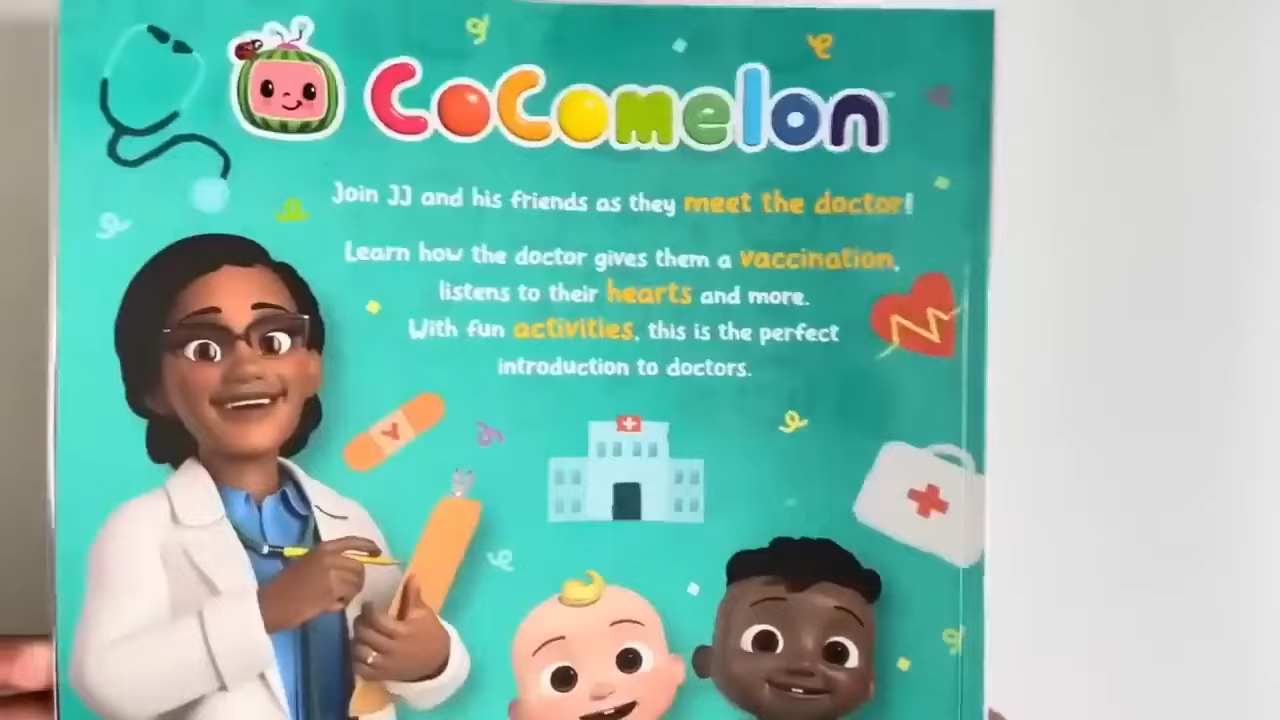 CoComelon
Join JJ and his friends as they meet the doctor!
Learn how the doctor gives them a vaccination,
listens to their hearts and more.
With fun activities, this is the perfect
introduction to doctors.